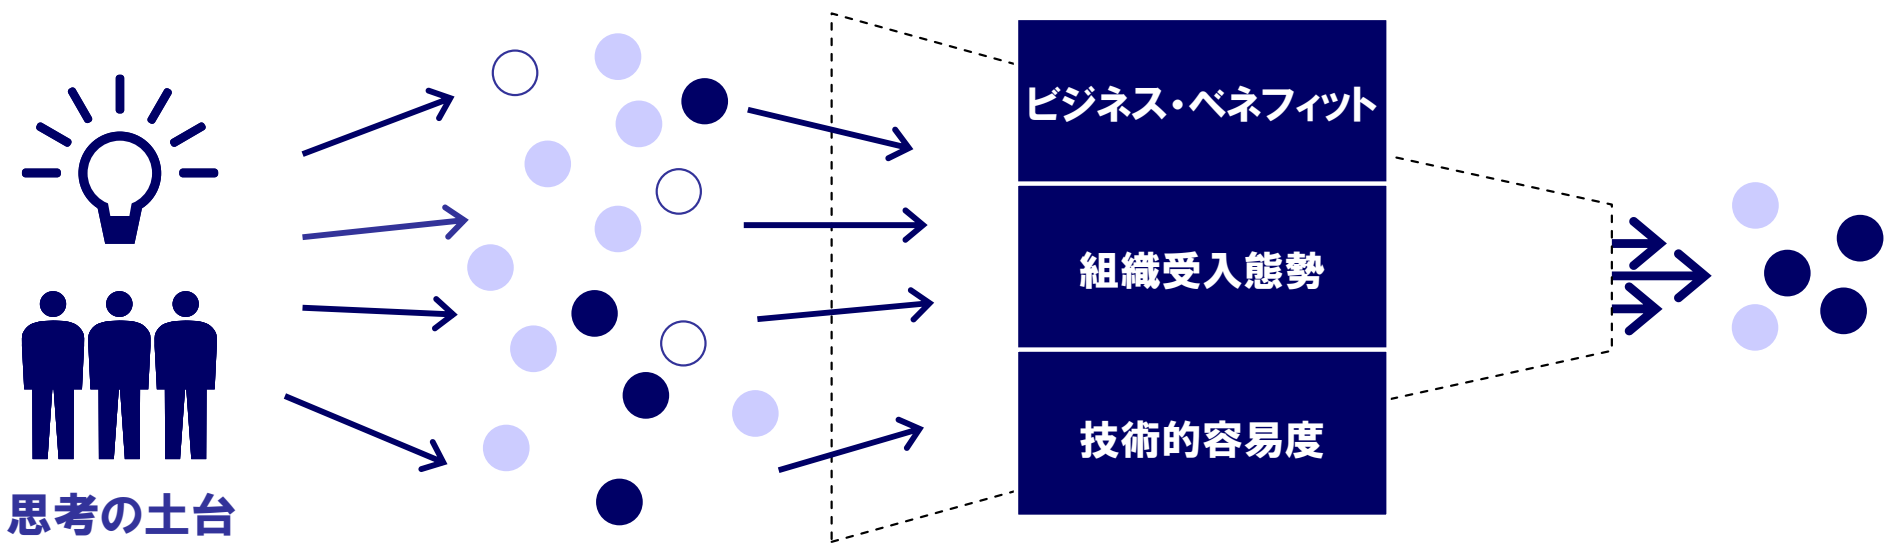 ビジネス・ベネフィット
組織受入態勢
技術的容易度
思考の土台